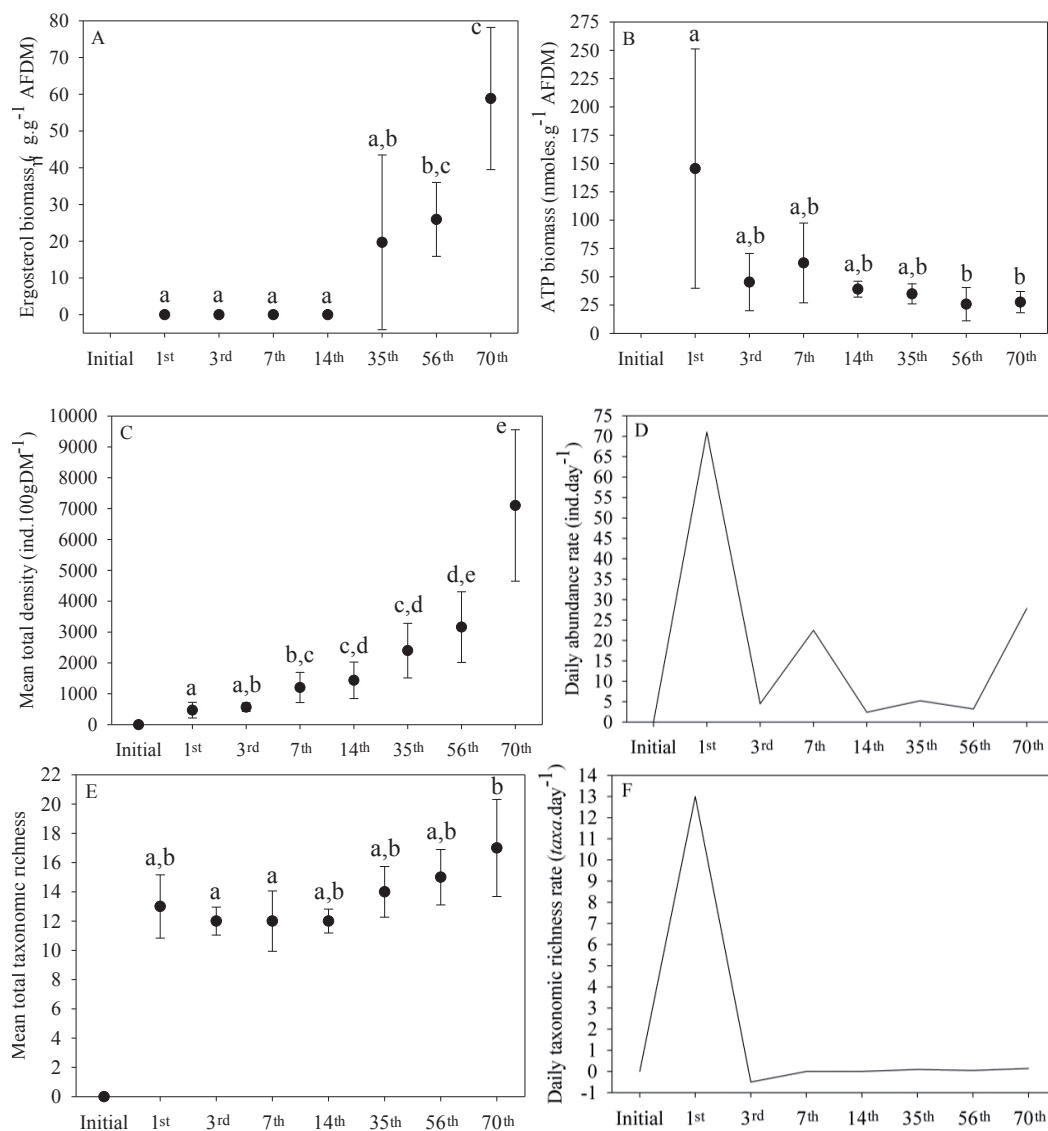 A
Ergosterol biomass ( g.g-1 AFDM)
80
70
60
50
40
30
20
10
0
a
a
a
a
a,b
b,c
c
Initial 1st 3rd 7th 14th 35th 56th 70th
B
ATP biomass (nmoles.g-1 AFDM)
275
250
225
200
175
150
125
100
75
50
25
0
a
a,b
a,b
a,b
a,b
b
b
Initial 1st 3rd 7th 14th 35th 56th 70th
C
Mean total density (ind.100gDM-1)
10000
9000
8000
7000
6000
5000
4000
3000
2000
1000
0
a
a,b
b,c
c,d
c,d
d,e
e
Initial 1st 3rd 7th 14th 35th 56th 70th
D
Daily abundance rate (ind.day-1)
75
70
65
60
55
50
45
40
35
30
25
20
15
10
5
0
Initial 1st 3rd 7th 14th 35th 56th 70th
E
Mean total taxonomic richness
22
20
18
16
14
12
10
8
6
4
2
0
a,b
a
a
a,b
a,b
a,b
b
Initial 1st 3rd 7th 14th 35th 56th 70th
F
Daily taxonomic richness rate (taxa.day-1)
14
13
12
11
10
9
8
7
6
5
4
3
2
1
0
-1
Initial 1st 3rd 7th 14th 35th 56th 70th